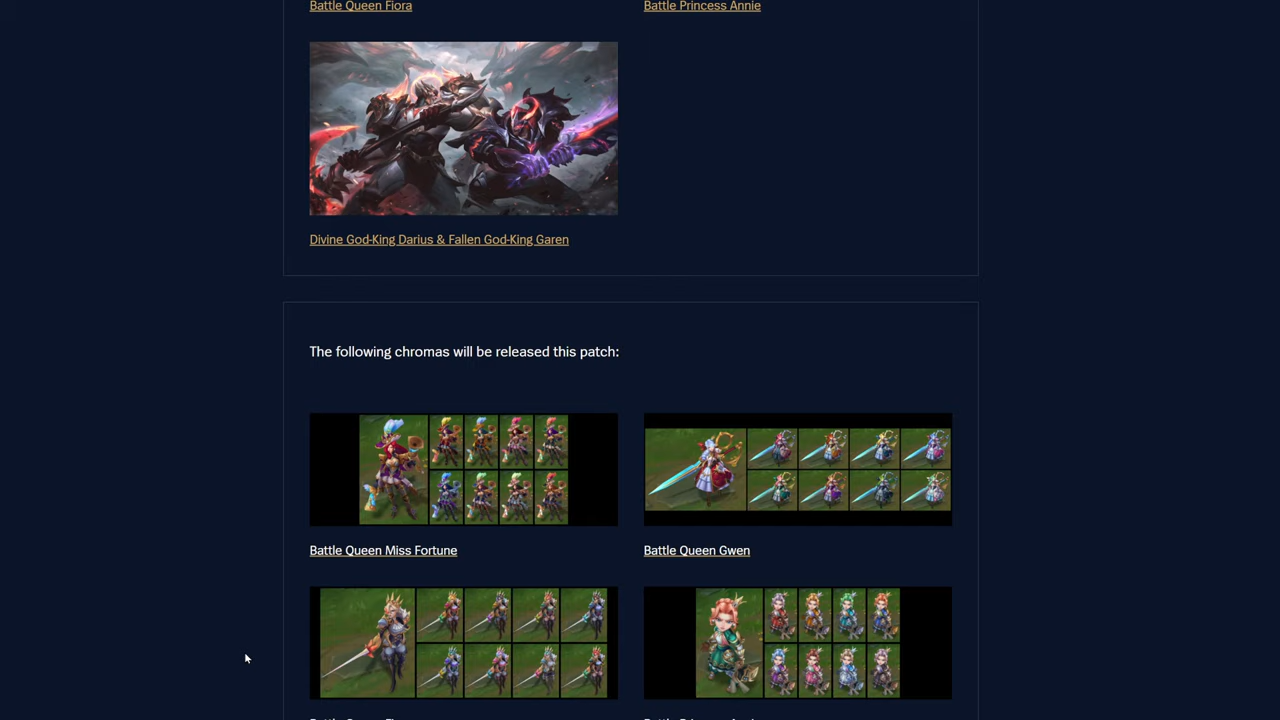 Battle Queen Fiora
Battle Princess Annie
Divine God-King Darius & Fallen God-King Garen
The following chromas will be released this patch:
Battle Queen Miss Fortune
Battle Queen Gwen